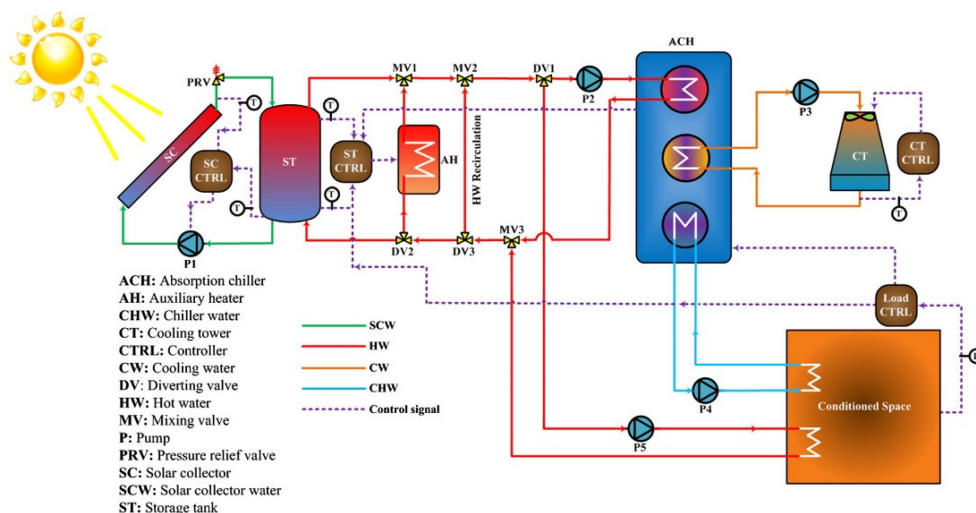 ACH
PRV
MV1
MV2
DV1
P2
P3
T
SC
SC
CTRL
ST
ST
CTRL
AH
HW Recirculation
CT
CT
CTRL
T
T
T
P1
DV2
DV3
MV3
Load
CTRL
T
ACH: Absorption chiller
AH: Auxiliary heater
CHW: Chiller water
CT: Cooling tower
CTRL: Controller
CW: Cooling water
DV: Diverting valve
HW: Hot water
MV: Mixing valve
P: Pump
PRV: Pressure relief valve
SC: Solar collector
SCW: Solar collector water
ST: Storage tank
SCW
HW
CW
CHW
Control signal
P4
P5
Conditioned Space
T